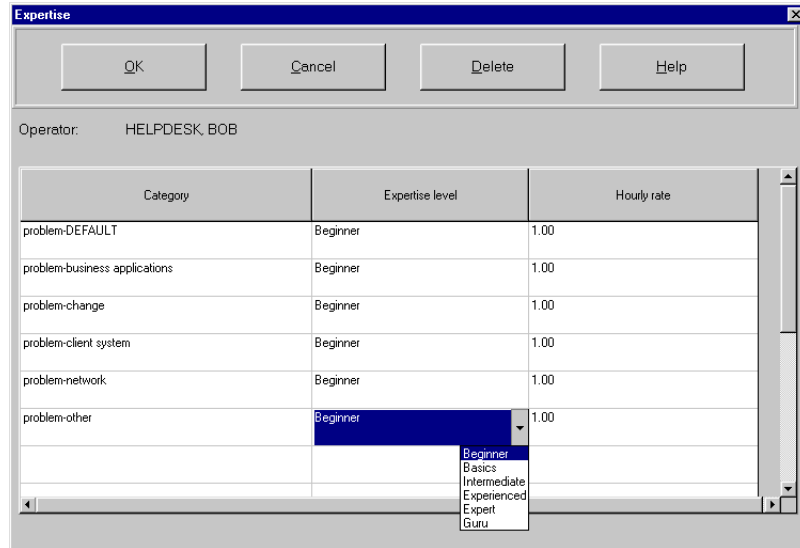 Expertise
OK Cancel Delete Help
Operator: HELPDESK, BOB
Category Expertise level Hourly rate
problem-DEFAULT Beginner 1.00
problem-business applications Beginner 1.00
problem-change Beginner 1.00
problem-client system Beginner 1.00
problem-network Beginner 1.00
problem-other Beginner 1.00
Beginner
Basics
Intermediate
Experienced
Expert
Guru